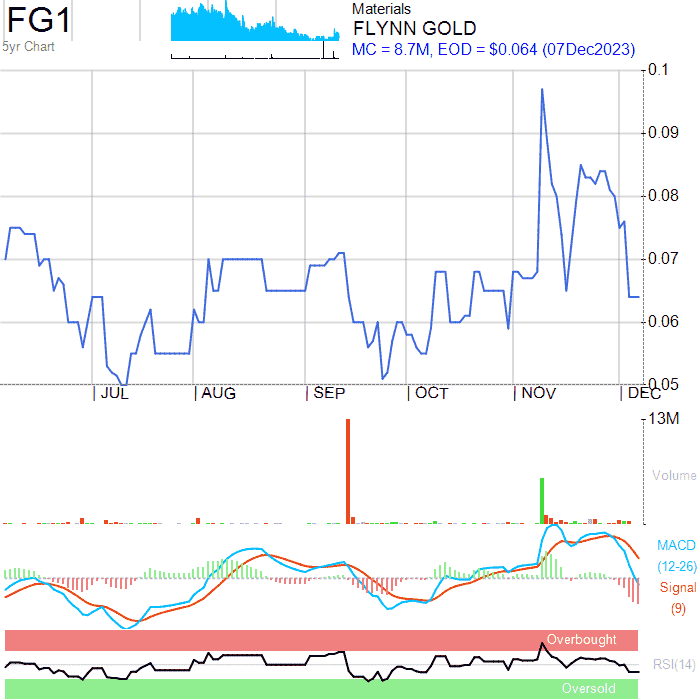 FG1
5yr Chart
Materials
FLYNN GOLD
MC = 8.7M, EOD = $0.064 (07Dec2023)
0.1
0.09
0.08
0.07
0.06
0.05
JUL AUG SEP OCT NOV DEC
13M
Volume
MACD
(12-26)
Signal
(9)
Overbought
RSI(14)
Oversold